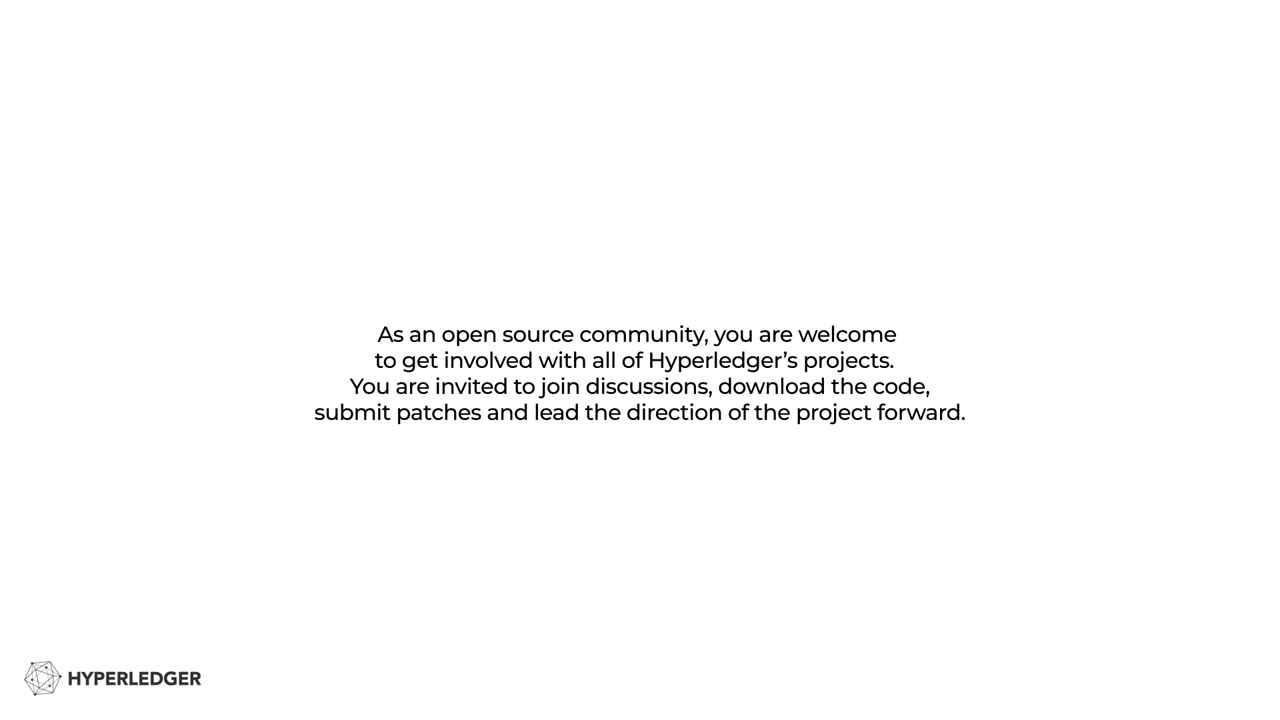 As an open source community, you are welcome
to get involved with all of Hyperledger’s projects.
You are invited to join discussions, download the code,
submit patches and lead the direction of the project forward.
HYPERLEDGER